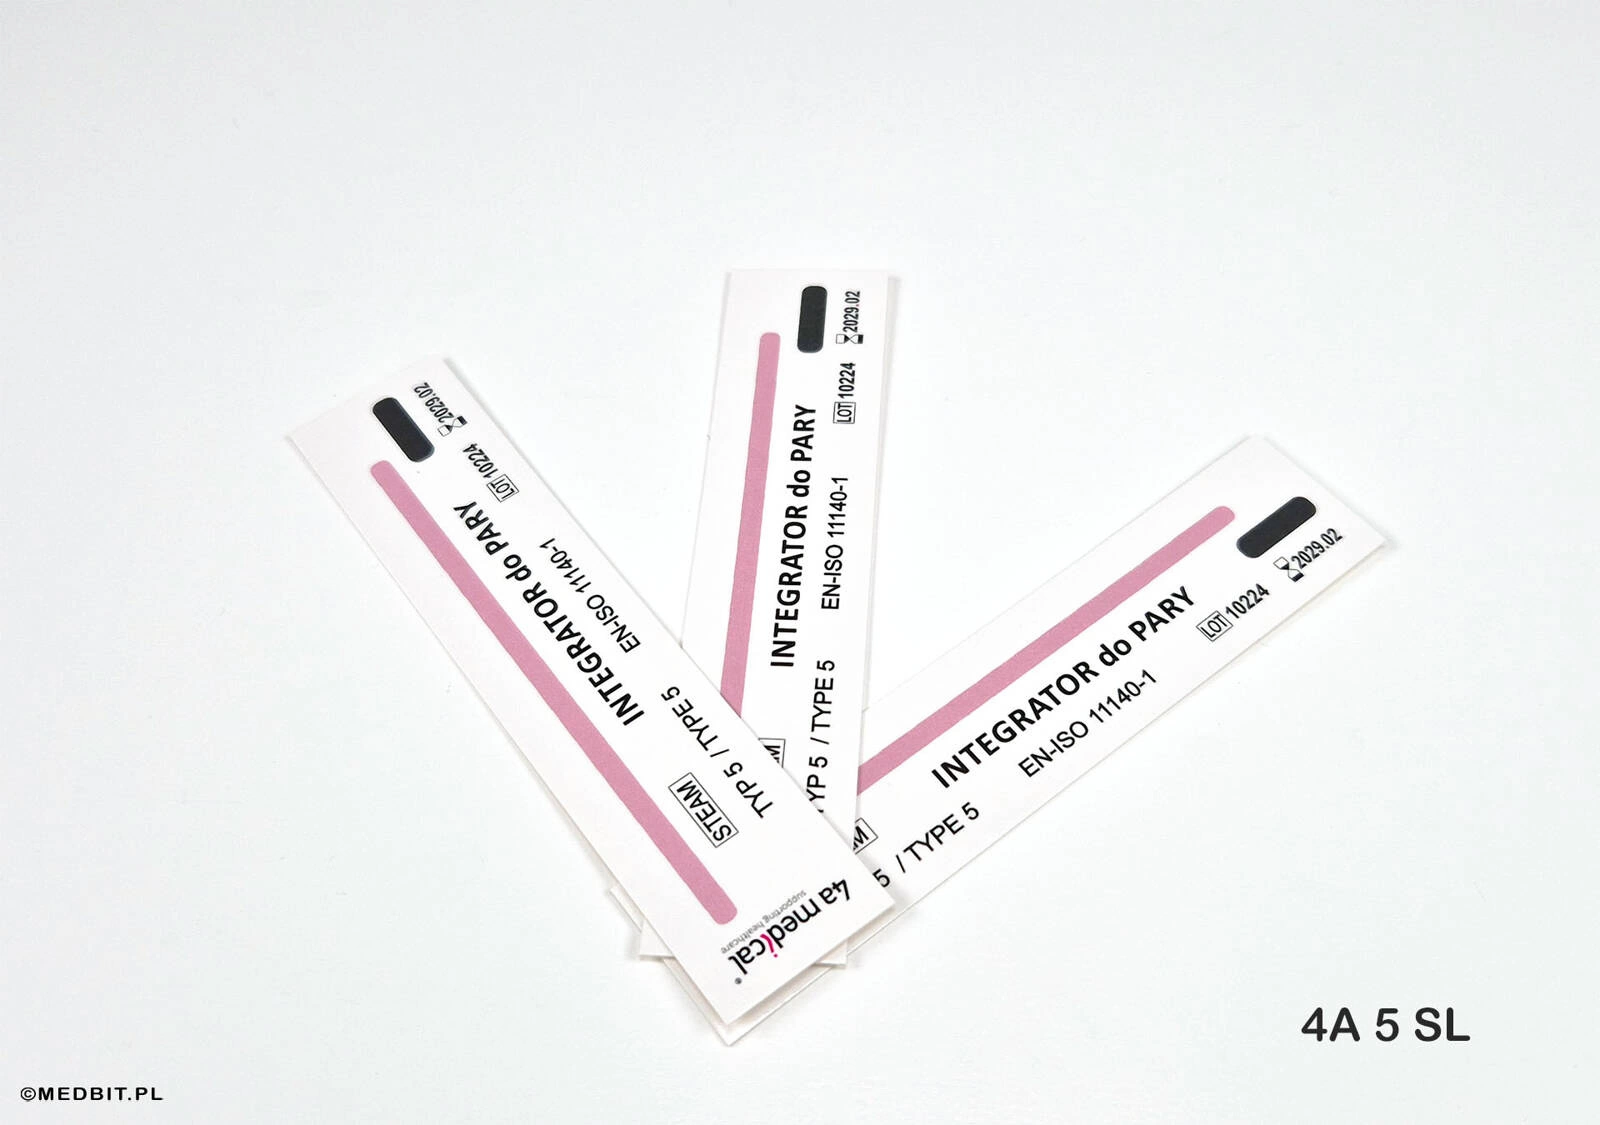 2029.02
LOT 10224
INTEGRATOR do PARY
EN-ISO 11140-1
TYP 5 / TYPE 5
STEAM
4a medical®
supporting healthcare
2029.02
LOT 10224
INTEGRATOR do PARY
EN-ISO 11140-1
YP 5 / TYPE 5
M
2029.02
LOT 10224
INTEGRATOR do PARY
EN-ISO 11140-1
5 / TYPE 5
M
4A 5 SL
©MEDBIT.PL